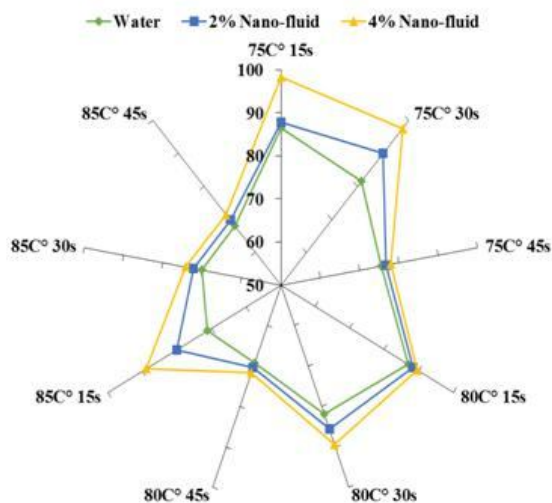 Water 2% Nano-fluid 4% Nano-fluid
75C° 15s
100
85C° 45s
75C° 30s
90
80
85C° 30s
70
75C° 45s
60
50
85C° 15s
80C° 15s
80C° 45s
80C° 30s